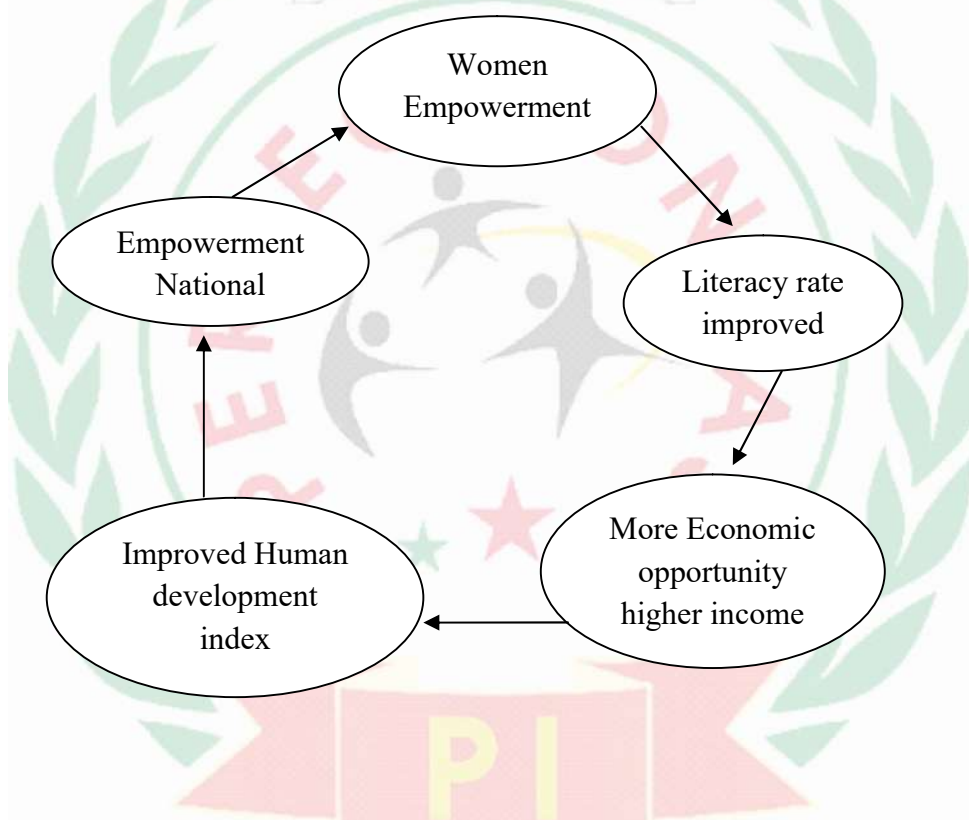 Women
Empowerment
Literacy rate
improved
More Economic
opportunity
higher income
Improved Human
development
index
Empowerment
National
PI